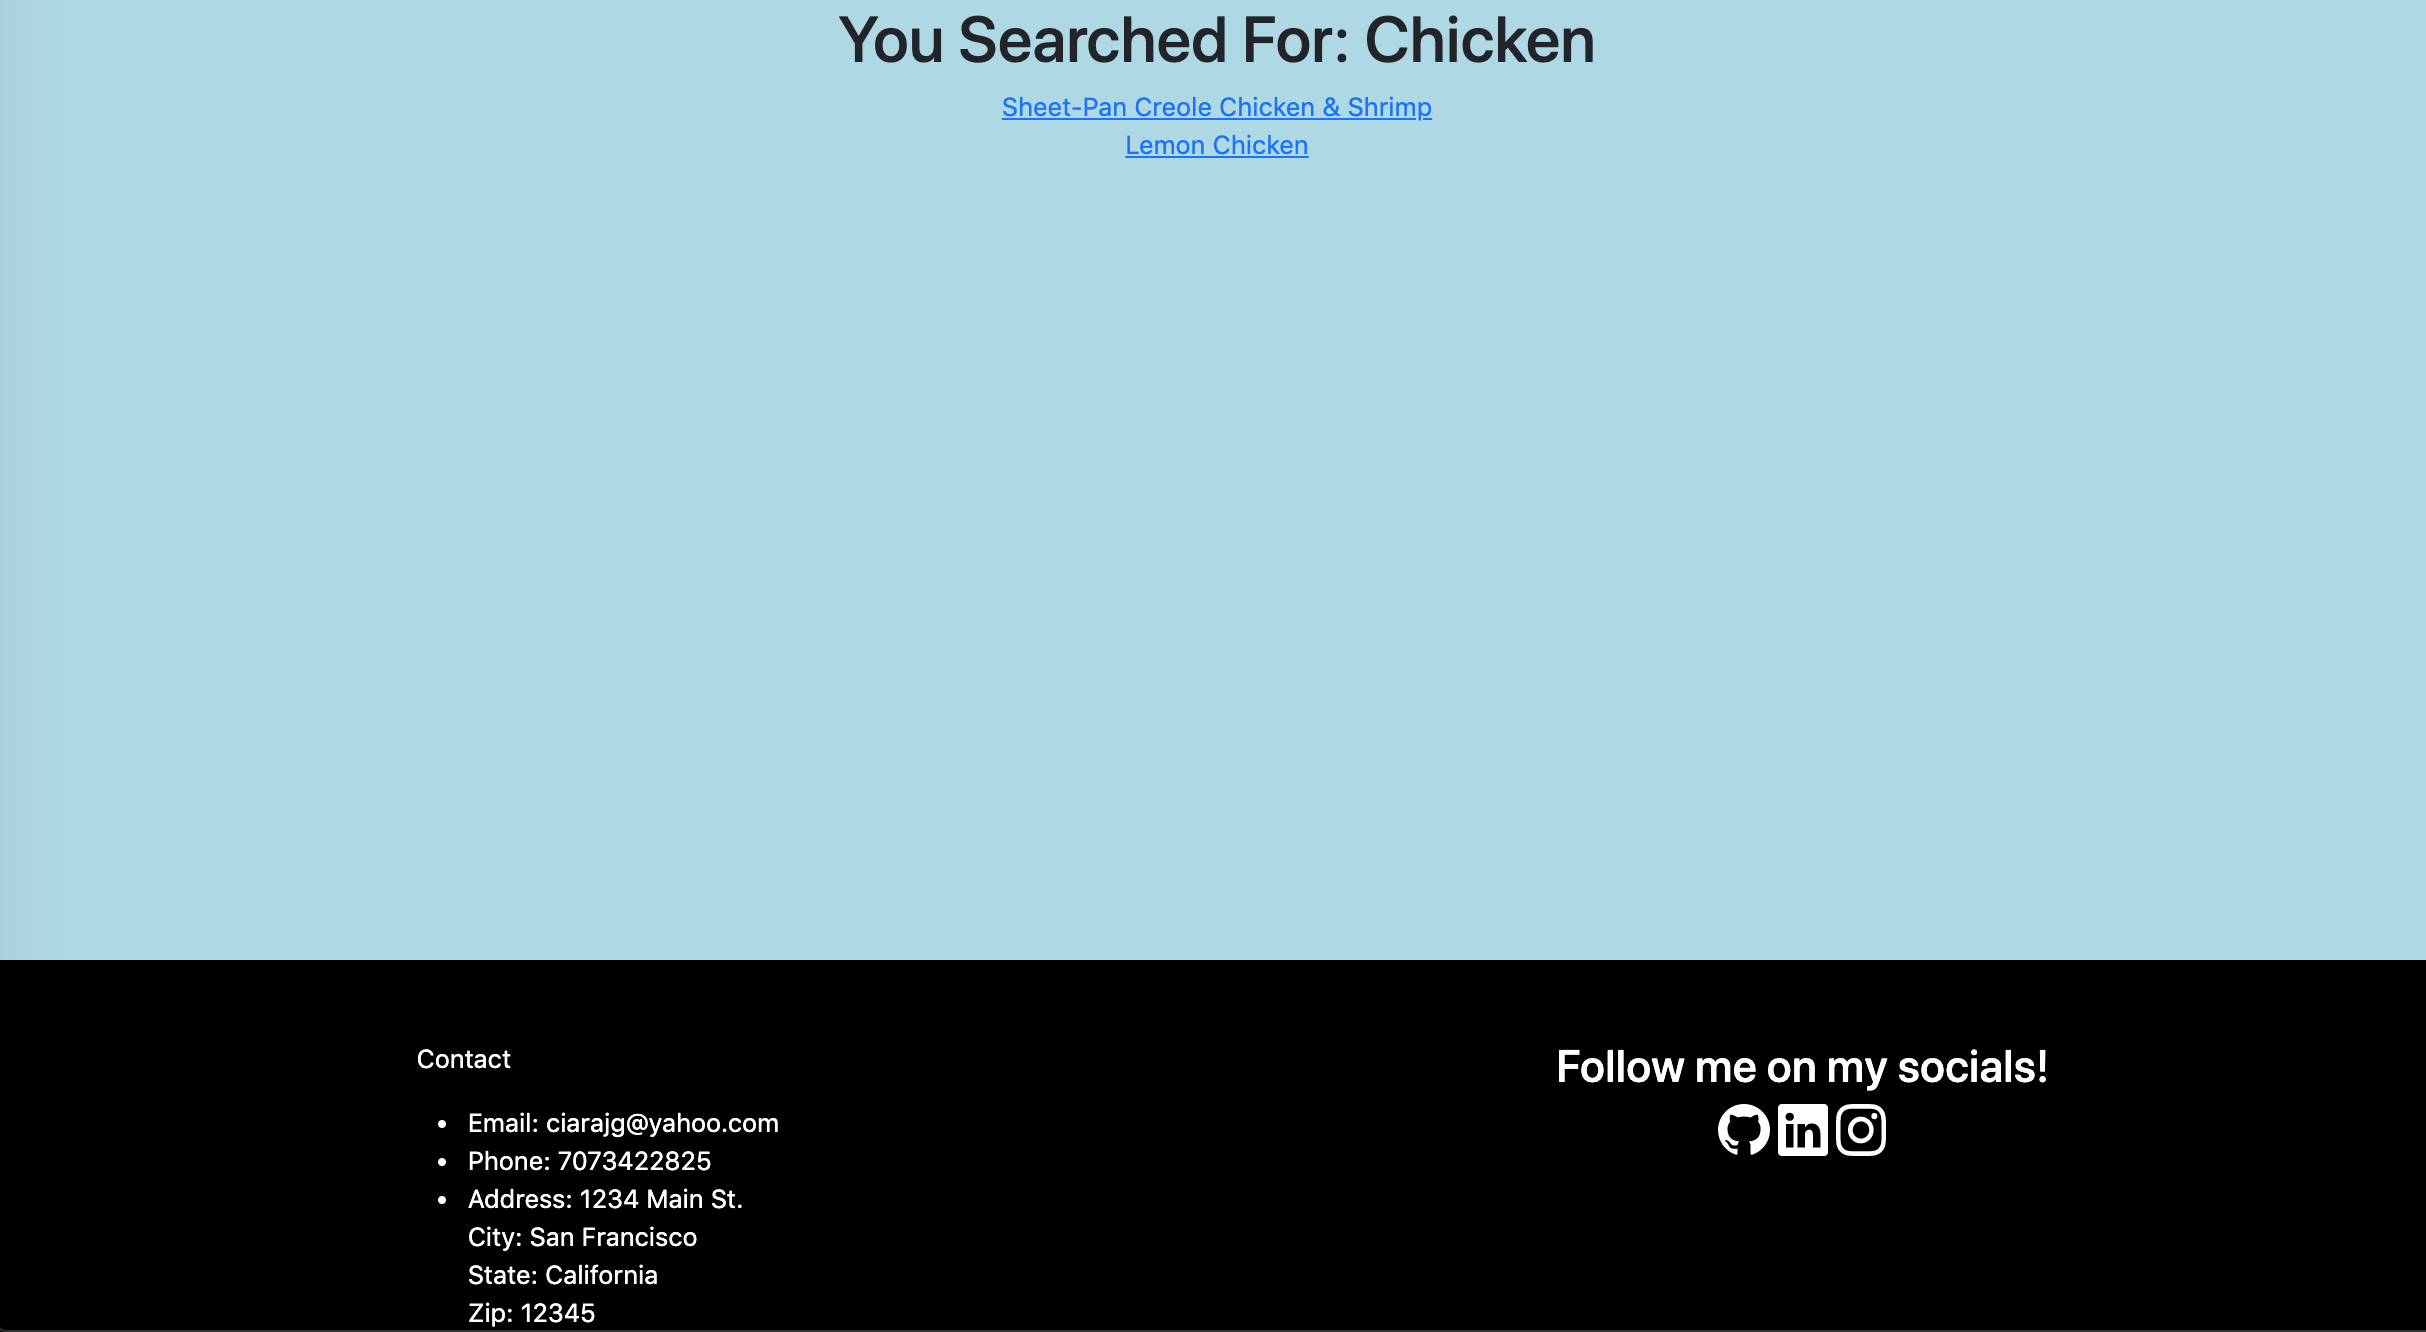 You Searched For: Chicken
Sheet-Pan Creole Chicken & Shrimp
Lemon Chicken
Contact
Email: ciarajg@yahoo.com
Phone: 7073422825
Address: 1234 Main St.
City: San Francisco
State: California
Zip: 12345
Follow me on my socials!
in